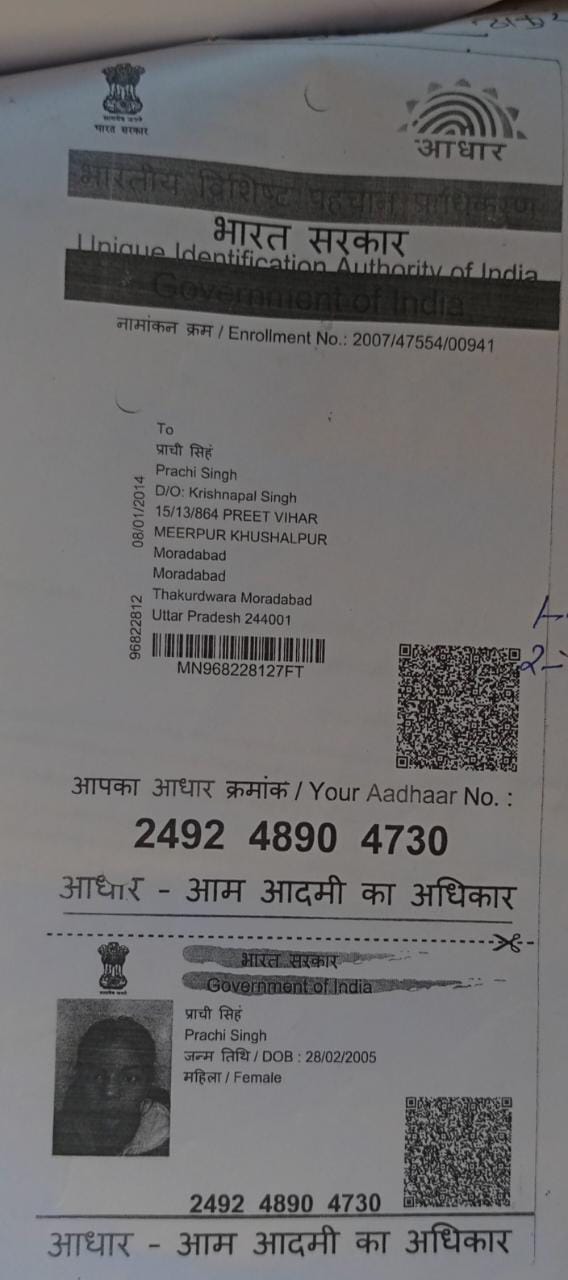 भारत सरकार
आधार
भारतीय विशिष्ट पहचान प्राधिकरण
भारत सरकार
Unique Identification Authority of India
Government of India
नामांकन क्रम / Enrollment No.: 2007/47554/00941
To
प्राची सिहं
Prachi Singh
D/O: Krishnapal Singh
15/13/864 PREET VIHAR
MEERPUR KHUSHALPUR
Moradabad
Moradabad
Thakurdwara Moradabad
Uttar Pradesh 244001
08/01/2014
96822812
MN968228127FT
1-
2-
आपका आधार क्रमांक / Your Aadhaar No. :
2492 4890 4730
आधार - आम आदमी का अधिकार
भारत सरकार
Government of India
प्राची सिहं
Prachi Singh
जन्म तिथि / DOB : 28/02/2005
महिला / Female
2492 4890 4730
आधार - आम आदमी का अधिकार